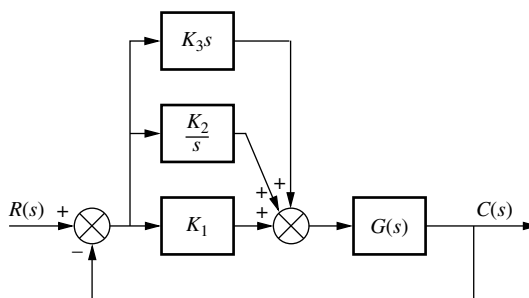 K₃s
K₂
s
+
+
+
R(s)
+
K₁
G(s)
C(s)
−